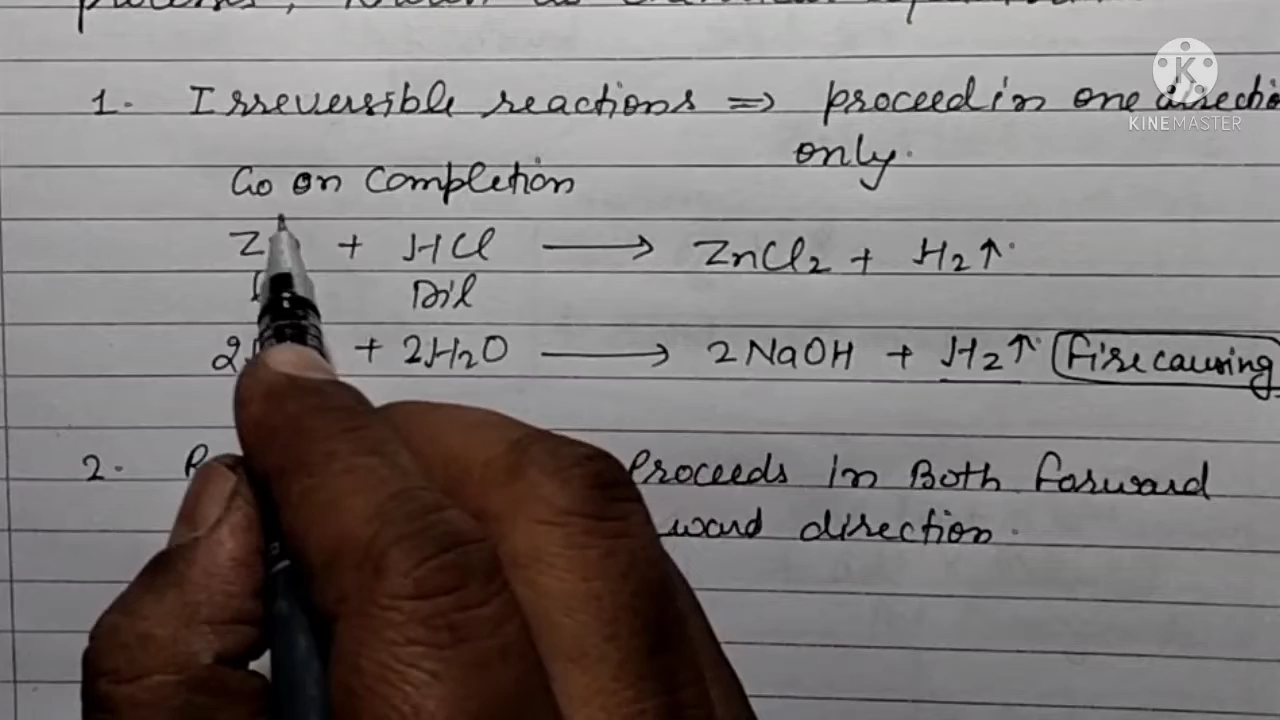 1. Irreversible reactions ⇒ proceed in one directio
only.
Go on Completion
Z + HCl ⟶ ZnCl2 + H2↑
Dil
2 + 2H2O ⟶ 2NaOH + H2↑ Fire causing
2. Proceeds in Both forward
ward direction.
K
KINEMASTER